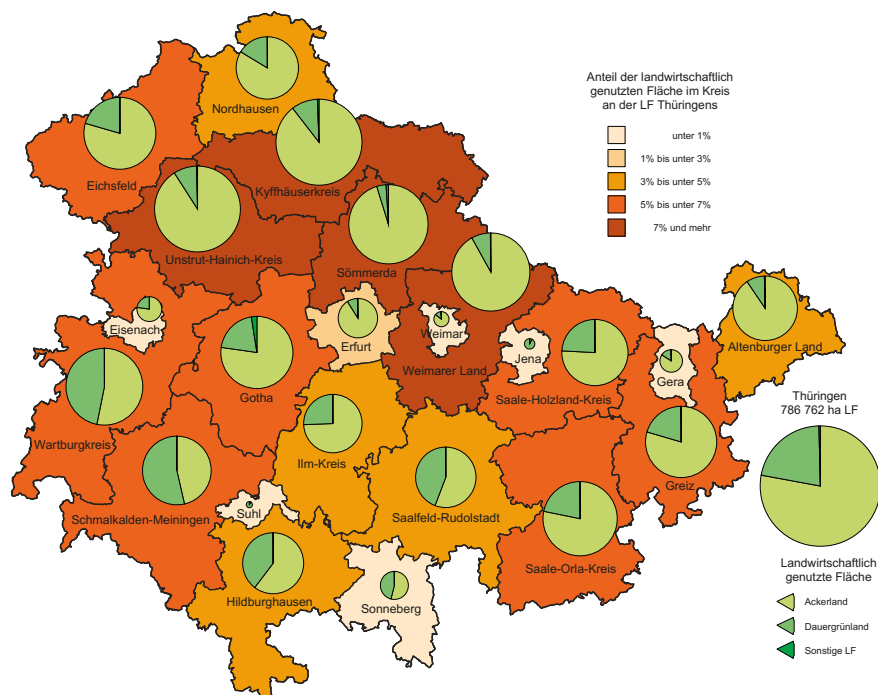 Anteil der landwirtschaftlich
genutzten Fläche im Kreis
an der LF Thüringens
unter 1%
1% bis unter 3%
3% bis unter 5%
5% bis unter 7%
7% und mehr
Nordhausen
Eichsfeld
Kyffhäuserkreis
Unstrut-Hainich-Kreis
Sömmerda
Eisenach
Erfurt
Weimar
Jena
Gera
Altenburger Land
Gotha
Weimarer Land
Saale-Holzland-Kreis
Wartburgkreis
Ilm-Kreis
Greiz
Schmalkalden-Meiningen
Suhl
Saalfeld-Rudolstadt
Saale-Orla-Kreis
Hildburghausen
Sonneberg
Thüringen
786 762 ha LF
Landwirtschaftlich
genutzte Fläche
Ackerland
Dauergrünland
Sonstige LF